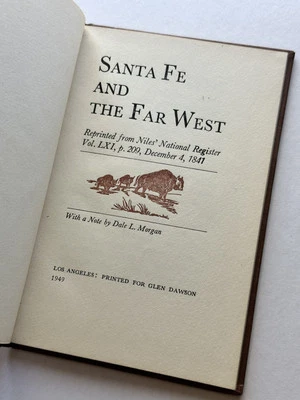 SANTA FE
AND
THE FAR WEST
Reprinted from Niles' National Register
Vol. LXI, p. 209, December 4, 1841
With a Note by Dale L. Morgan
LOS ANGELES: PRINTED FOR GLEN DAWSON
1949